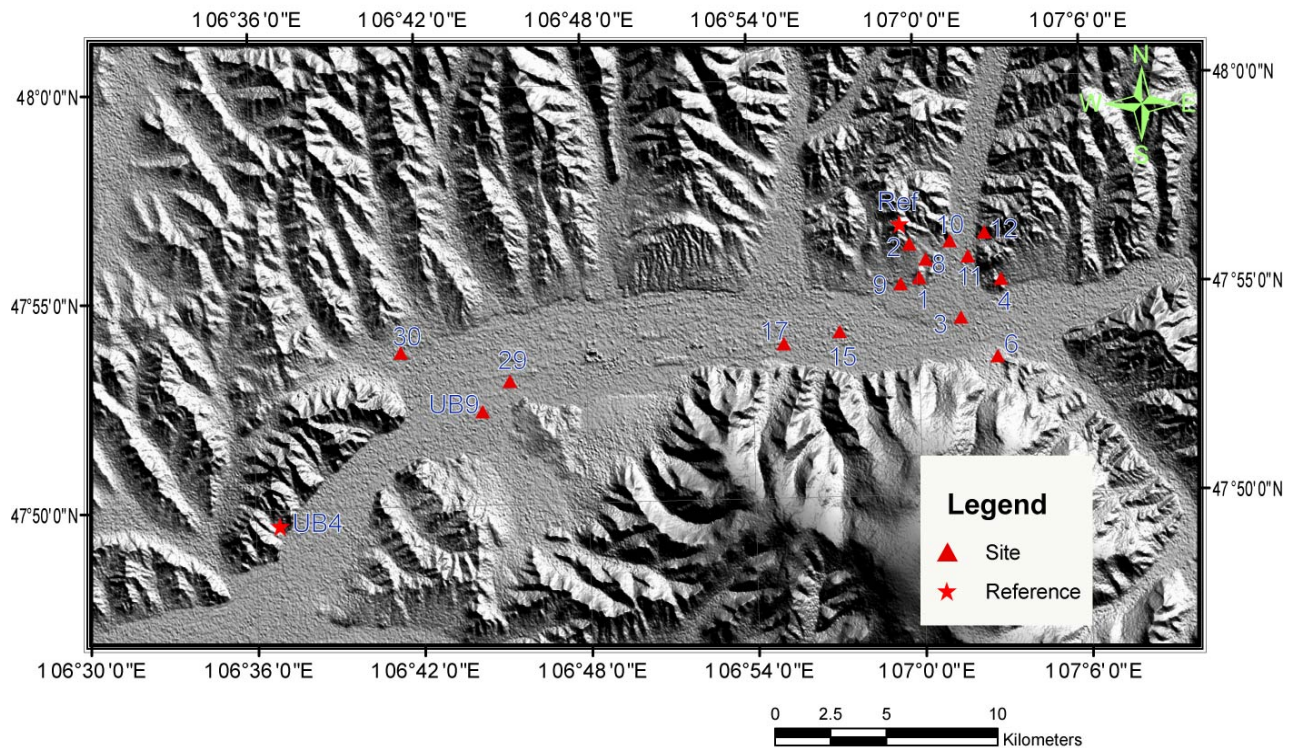 106°36'0"E 106°42'0"E 106°48'0"E 106°54'0"E 107°0'0"E 107°6'0"E
N
W E
S
48°0'0"N 48°0'0"N
Ref
10 12
2 8 11
9 1 4
47°55'0"N 47°55'0"N
3
17 15 6
30 29
UB9
47°50'0"N 47°50'0"N
UB4
Legend
Site
Reference
106°30'0"E 106°36'0"E 106°42'0"E 106°48'0"E 106°54'0"E 107°0'0"E 107°6'0"E
0 2.5 5 10
Kilometers